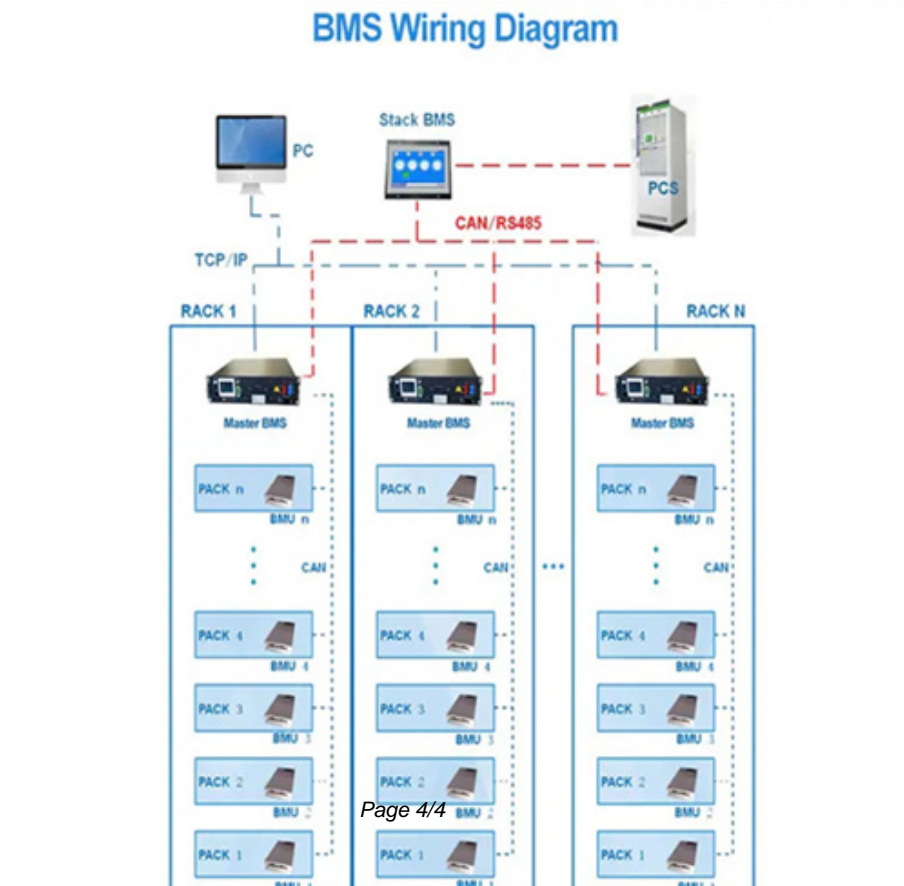 BMS Wiring Diagram
Stack BMS
PC
PCS
CAN/RS485
TCP/IP
RACK 1
RACK 2
RACK N
Master BMS
Master BMS
Master BMS
PACK n
PACK n
PACK n
BMU n
BMU n
BMU n
CAN
CAN
CAN
PACK 4
PACK 4
PACK 4
BMU 4
BMU 4
BMU 4
PACK 3
PACK 3
PACK 3
BMU 3
BMU 3
BMU 3
PACK 2
PACK 2
PACK 2
Page 4/4
BMU 2
BMU 2
BMU 2
PACK 1
PACK 1
PACK 1